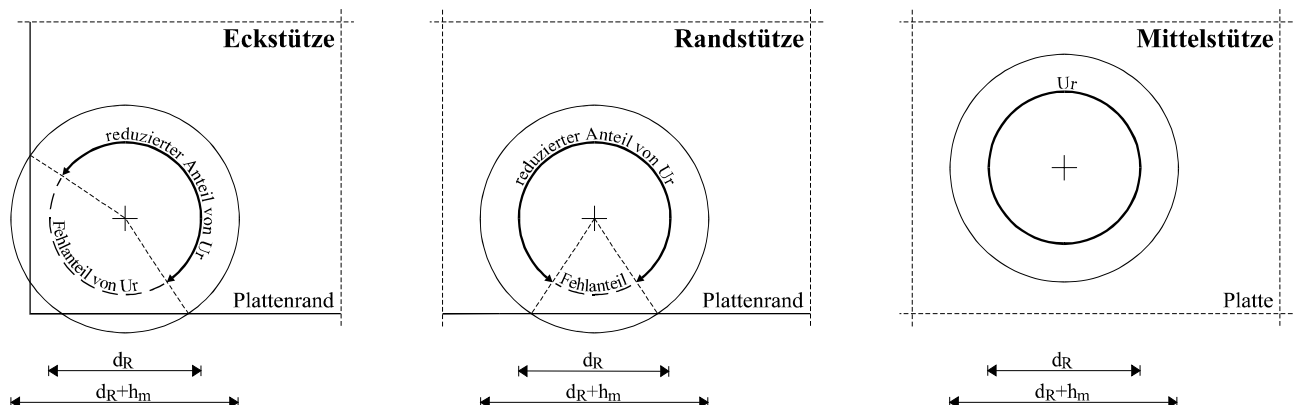 Eckstütze
reduzierter Anteil von Ur
Fehlanteil von Ur
Plattenrand
dR
dR+hm
Randstütze
reduzierter Anteil von Ur
Fehlanteil
Plattenrand
dR
dR+hm
Mittelstütze
Ur
Platte
dR
dR+hm